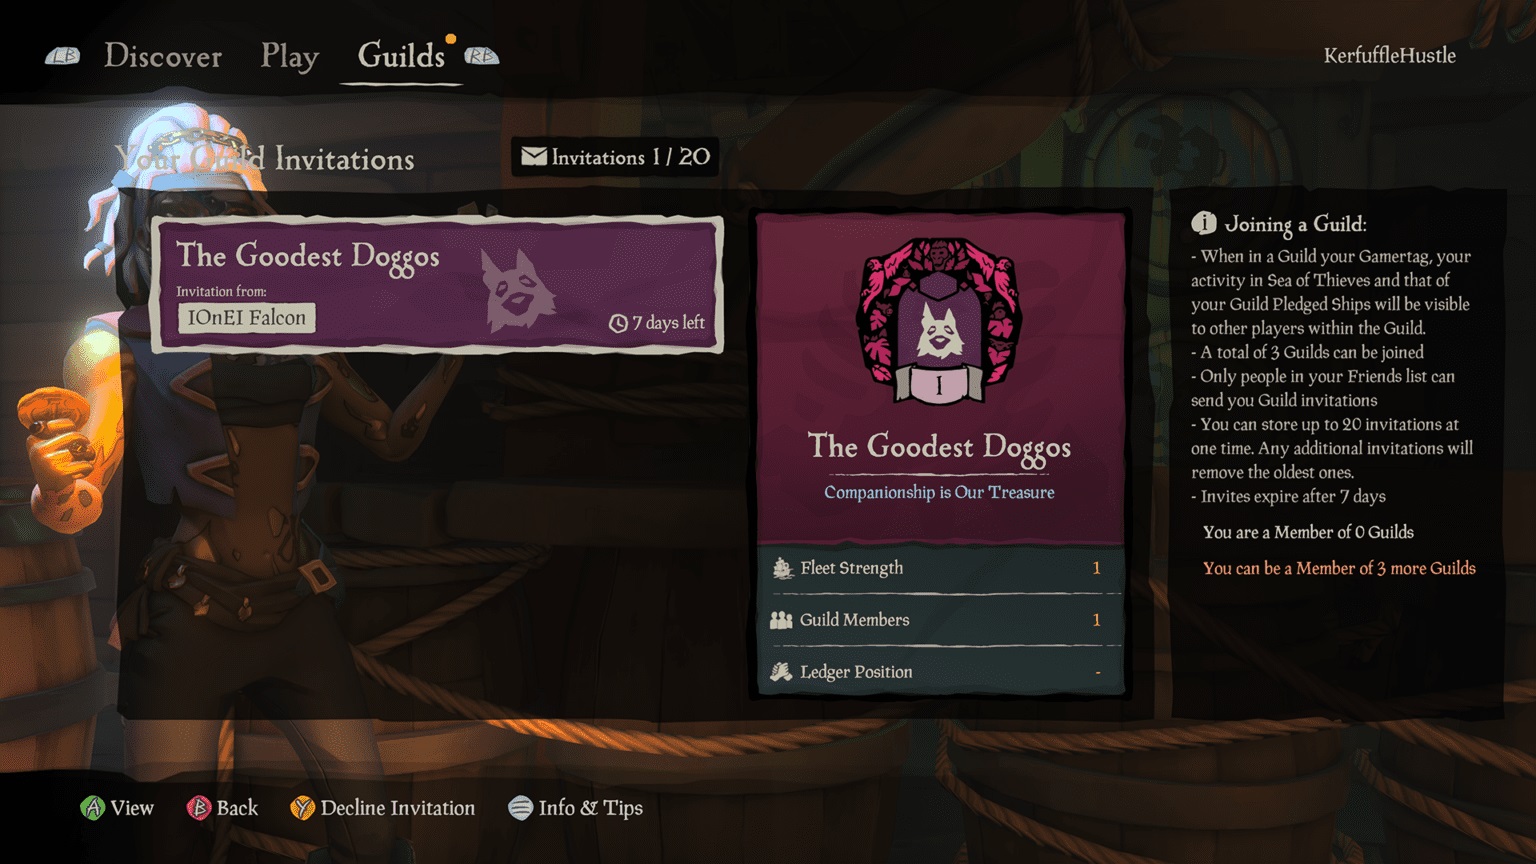 LB Discover Play Guilds RB
KerfuffleHustle
Your Guild Invitations
Invitations 1 / 20
The Goodest Doggos
Invitation from:
IOnEI Falcon
7 days left
I
The Goodest Doggos
Companionship is Our Treasure
Fleet Strength 1
Guild Members 1
Ledger Position -
i Joining a Guild:
- When in a Guild your Gamertag, your
activity in Sea of Thieves and that of
your Guild Pledged Ships will be visible
to other players within the Guild.
- A total of 3 Guilds can be joined
- Only people in your Friends list can
send you Guild invitations
- You can store up to 20 invitations at
one time. Any additional invitations will
remove the oldest ones.
- Invites expire after 7 days
You are a Member of 0 Guilds
You can be a Member of 3 more Guilds
A View B Back Y Decline Invitation Info & Tips